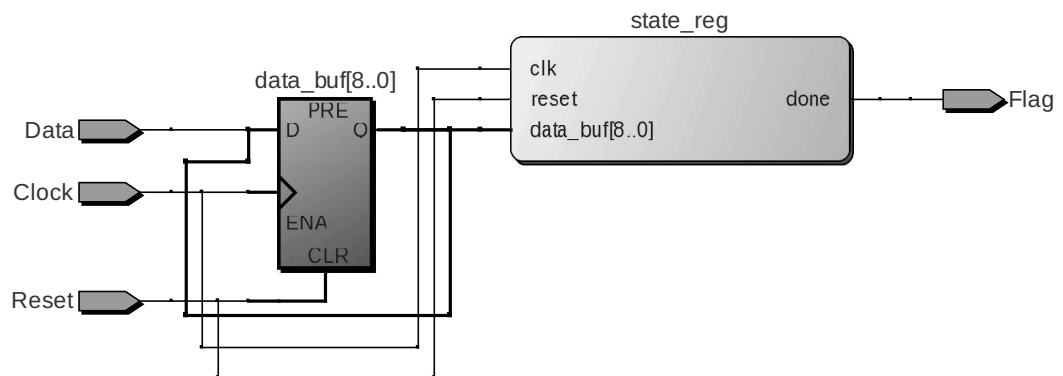 state_reg
data_buf[8..0]
clk
reset
data_buf[8..0]
done
Flag
Data
Clock
Reset
PRE
D
Q
ENA
CLR